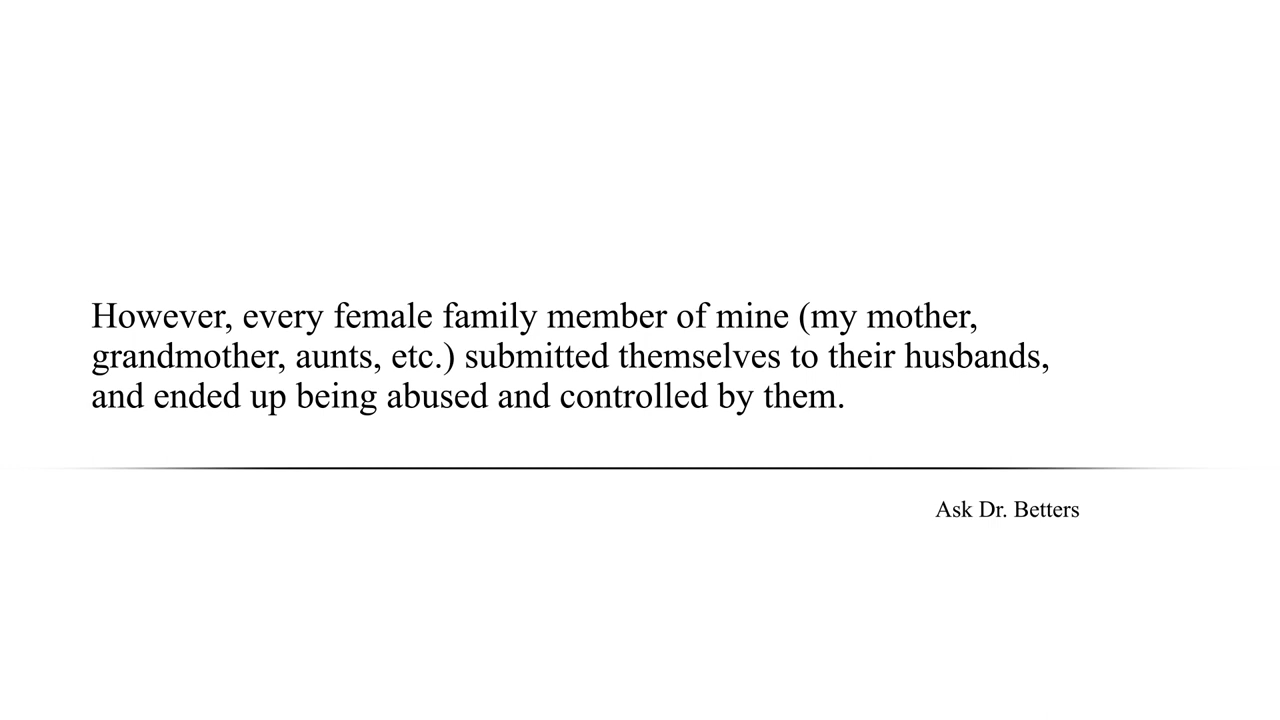 However, every female family member of mine (my mother,
grandmother, aunts, etc.) submitted themselves to their husbands,
and ended up being abused and controlled by them.
Ask Dr. Betters